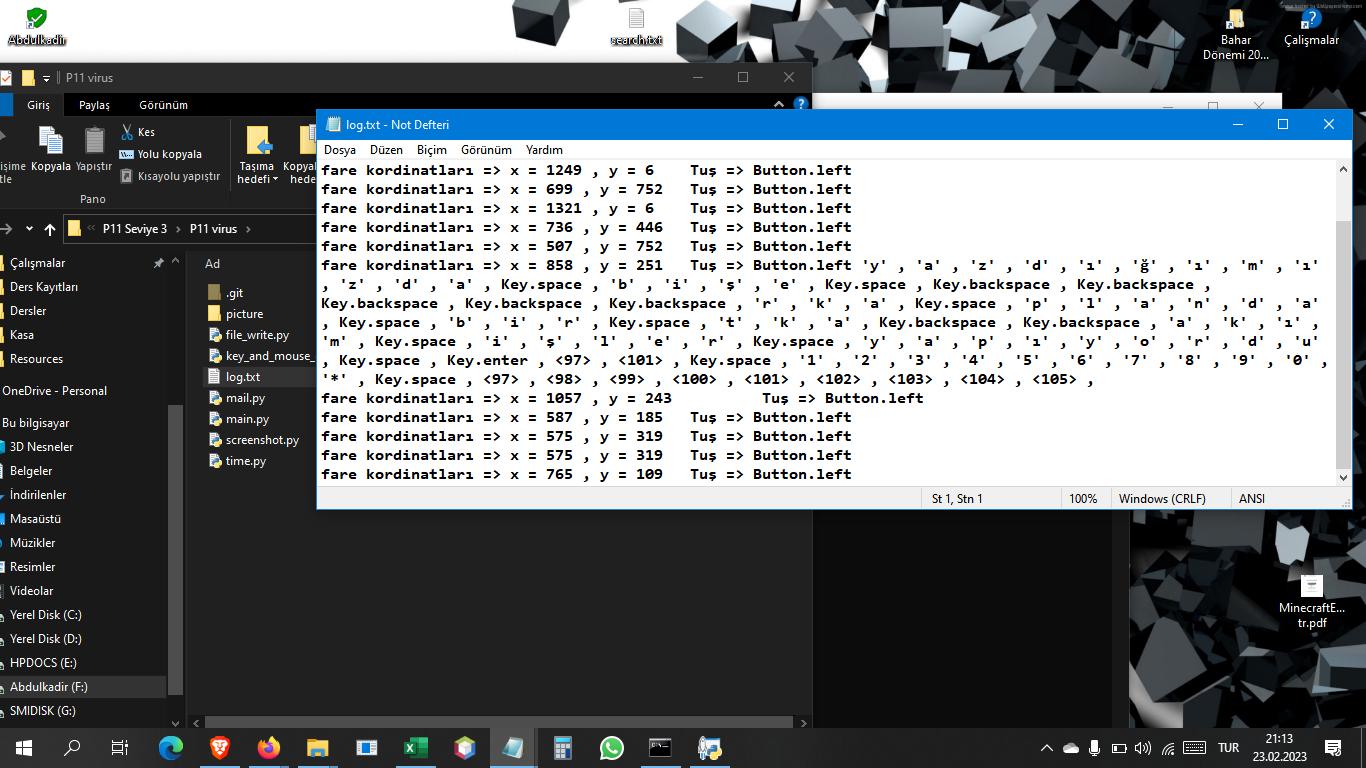 Abdulkadir
search.txt
Bahar
Dönemi 20...
Çalişmalar
P11 virus
Giriş Paylaş Görünüm
Kopyala
Yapıştır
Kes
Yolu kopyala
Kısayolu yapıştır
Taşıma
hedefi
Pano
P11 Seviye 3 > P11 virus >
Çalışmalar
Ders Kayıtları
Dersler
Kasa
Resources
OneDrive - Personal
Bu bilgisayar
3D Nesneler
Belgeler
İndirilenler
Masaüstü
Müzikler
Resimler
Videolar
Yerel Disk (C:)
Yerel Disk (D:)
HPDOCS (E:)
Abdulkadir (F:)
SMIDISK (G:)
Ad
.git
picture
file_write.py
key_and_mouse_
log.txt
mail.py
main.py
screenshot.py
time.py
log.txt - Not Defteri
Dosya Düzen Biçim Görünüm Yardım
fare kordinatları => x = 1249 , y = 6 Tuş => Button.left
fare kordinatları => x = 699 , y = 752 Tuş => Button.left
fare kordinatları => x = 1321 , y = 6 Tuş => Button.left
fare kordinatları => x = 736 , y = 446 Tuş => Button.left
fare kordinatları => x = 507 , y = 752 Tuş => Button.left
fare kordinatları => x = 858 , y = 251 Tuş => Button.left 'y' , 'a' , 'z' , 'd' , 'ı' , 'ğ' , 'ı' , 'm' , 'ı'
, 'z' , 'd' , 'a' , Key.space , 'b' , 'i' , 'ş' , 'e' , Key.space , Key.backspace , Key.backspace ,
Key.backspace , Key.backspace , Key.backspace , 'r' , 'k' , 'a' , Key.space , 'p' , 'l' , 'a' , 'n' , 'd' , 'a'
, Key.space , 'b' , 'i' , 'r' , Key.space , 't' , 'k' , 'a' , Key.backspace , Key.backspace , 'a' , 'k' , 'ı' ,
'm' , Key.space , 'i' , 'ş' , 'l' , 'e' , 'r' , Key.space , 'y' , 'a' , 'p' , 'ı' , 'y' , 'o' , 'r' , 'd' , 'u'
, Key.space , Key.enter , <97> , <101> , Key.space , '1' , '2' , '3' , '4' , '5' , '6' , '7' , '8' , '9' , '0' ,
'*' , Key.space , <97> , <98> , <99> , <100> , <101> , <102> , <103> , <104> , <105> ,
fare kordinatları => x = 1057 , y = 243 Tuş => Button.left
fare kordinatları => x = 587 , y = 185 Tuş => Button.left
fare kordinatları => x = 575 , y = 319 Tuş => Button.left
fare kordinatları => x = 575 , y = 319 Tuş => Button.left
fare kordinatları => x = 765 , y = 109 Tuş => Button.left
St 1, Stn 1 100% Windows (CRLF) ANSI
MinecraftE...
tr.pdf
TUR
21:13
23.02.2023